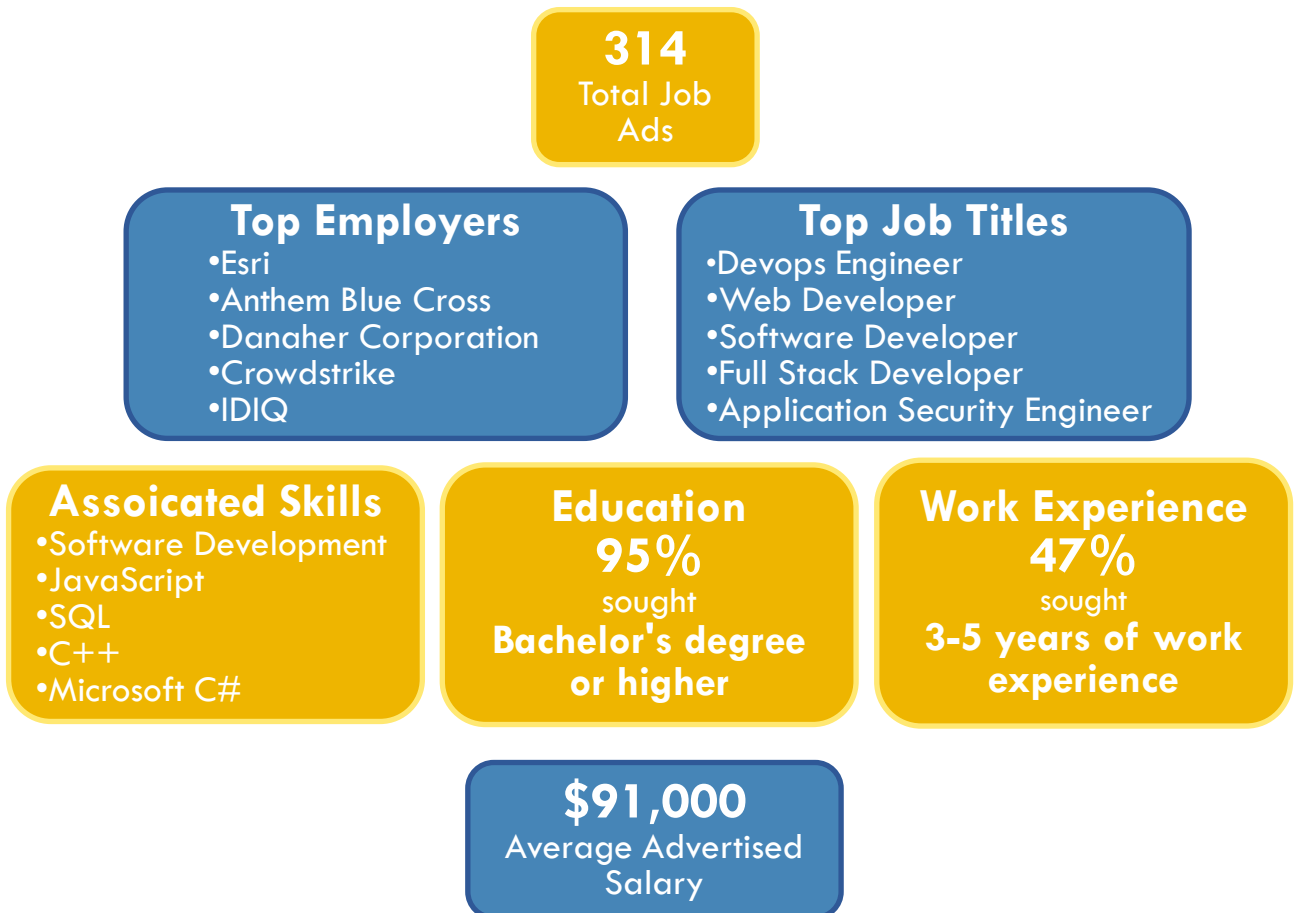 314
Total Job
Ads
Top Employers
•Esri
•Anthem Blue Cross
•Danaher Corporation
•Crowdstrike
•IDIQ
Top Job Titles
•Devops Engineer
•Web Developer
•Software Developer
•Full Stack Developer
•Application Security Engineer
Assoicated Skills
•Software Development
•JavaScript
•SQL
•C++
•Microsoft C#
Education
95%
sought
Bachelor's degree
or higher
Work Experience
47%
sought
3-5 years of work
experience
$91,000
Average Advertised
Salary